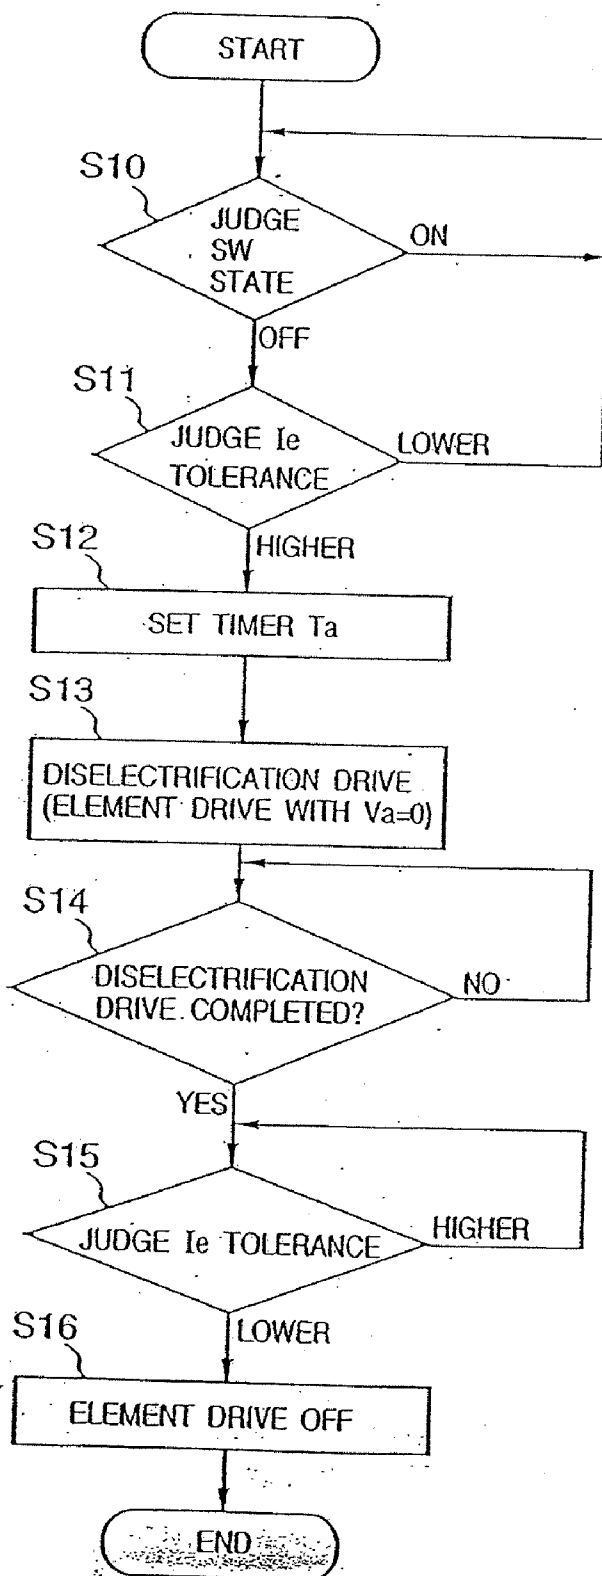 START
S10
JUDGE
SW
STATE
ON
OFF
S11
JUDGE Ie
TOLERANCE
LOWER
HIGHER
S12
SET TIMER Ta
S13
DISELECTRIFICATION DRIVE
(ELEMENT DRIVE WITH Va=0)
S14
DISELECTRIFICATION
DRIVE COMPLETED?
NO
YES
S15
JUDGE Ie TOLERANCE
HIGHER
LOWER
S16
ELEMENT DRIVE OFF
END